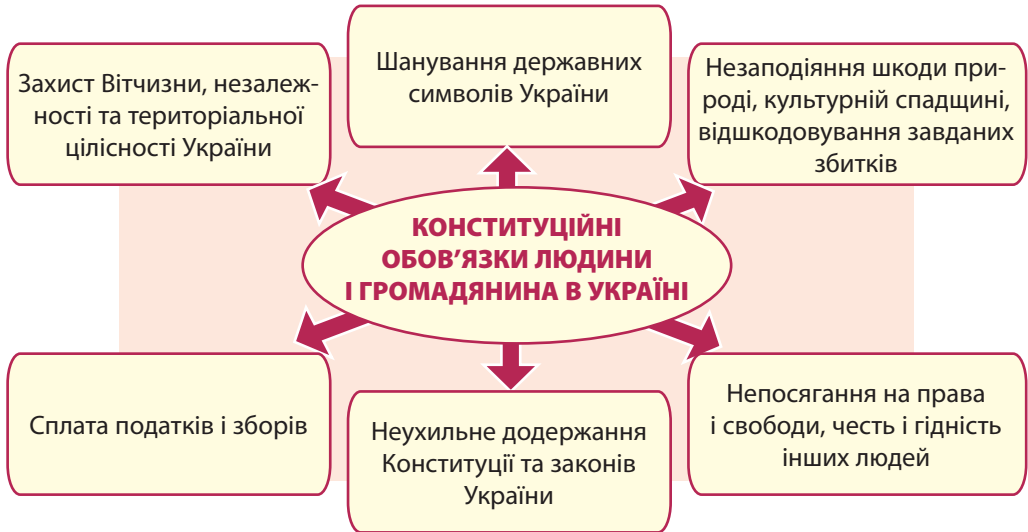 Захист Вітчизни, незалеж-
ності та територіальної
цілісності України
Шанування державних
символів України
Незаподіяння шкоди при-
роді, культурній спадщині,
відшкодовування завданих
збитків
КОНСТИТУЦІЙНІ
ОБОВ’ЯЗКИ ЛЮДИНИ
І ГРОМАДЯНИНА В УКРАЇНІ
Сплата податків і зборів
Неухильне додержання
Конституції та законів
України
Непосягання на права
і свободи, честь і гідність
інших людей